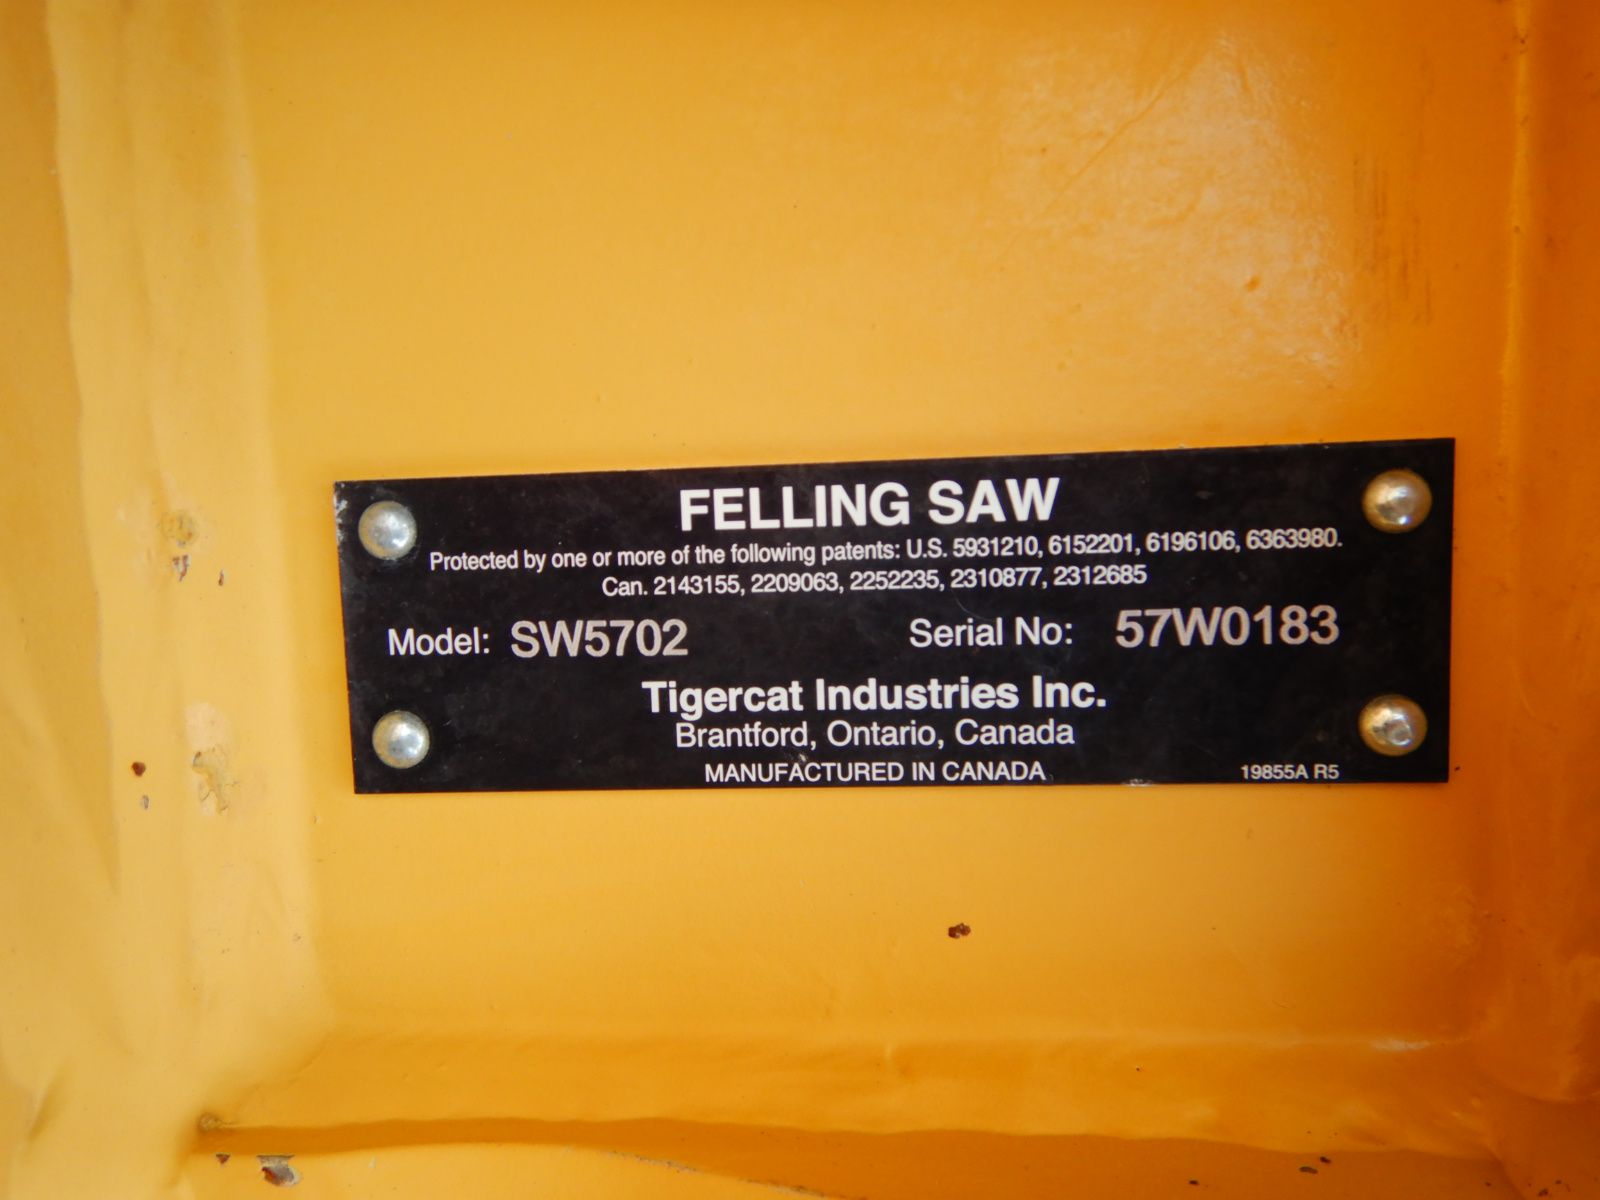 FELLING SAW
Protected by one or more of the following patents: U.S. 5931210, 6152201, 6196106, 6363980.
Can. 2143155, 2209063, 2252235, 2310877, 2312685
Model: SW5702 Serial No: 57W0183
Tigercat Industries Inc.
Brantford, Ontario, Canada
MANUFACTURED IN CANADA 19855A R5